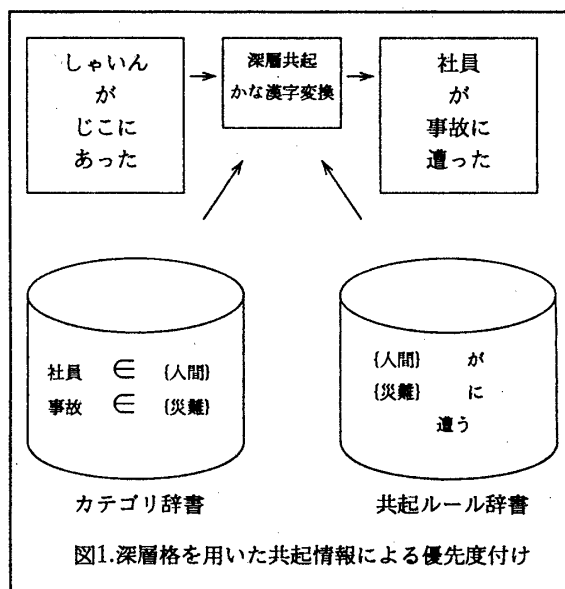 しゃいん
が
じこに
あった
深層共起
かな漢字変換
社員
が
事故に
遭った
社員 ∈ {人間}
事故 ∈ {災難}
カテゴリ辞書
{人間} が
{災難} に
遭う
共起ルール辞書
図1.深層格を用いた共起情報による優先度付け